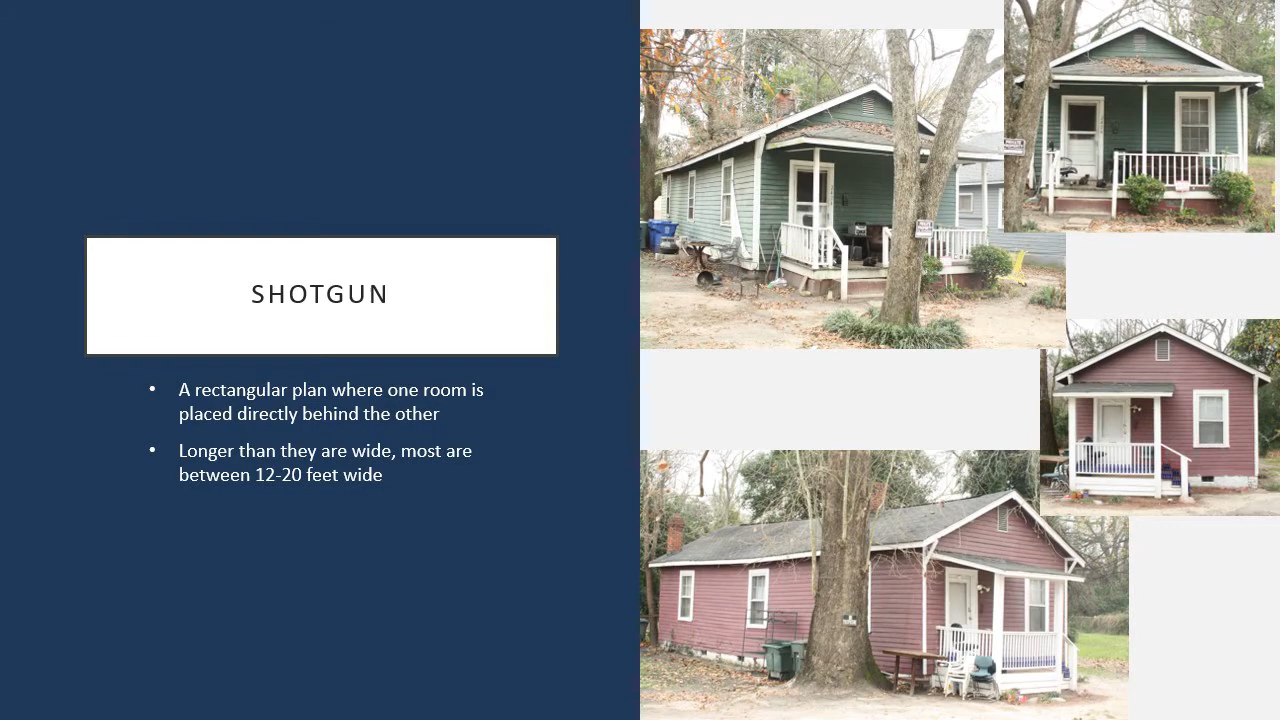 SHOTGUN
• A rectangular plan where one room is
placed directly behind the other
• Longer than they are wide, most are
between 12-20 feet wide